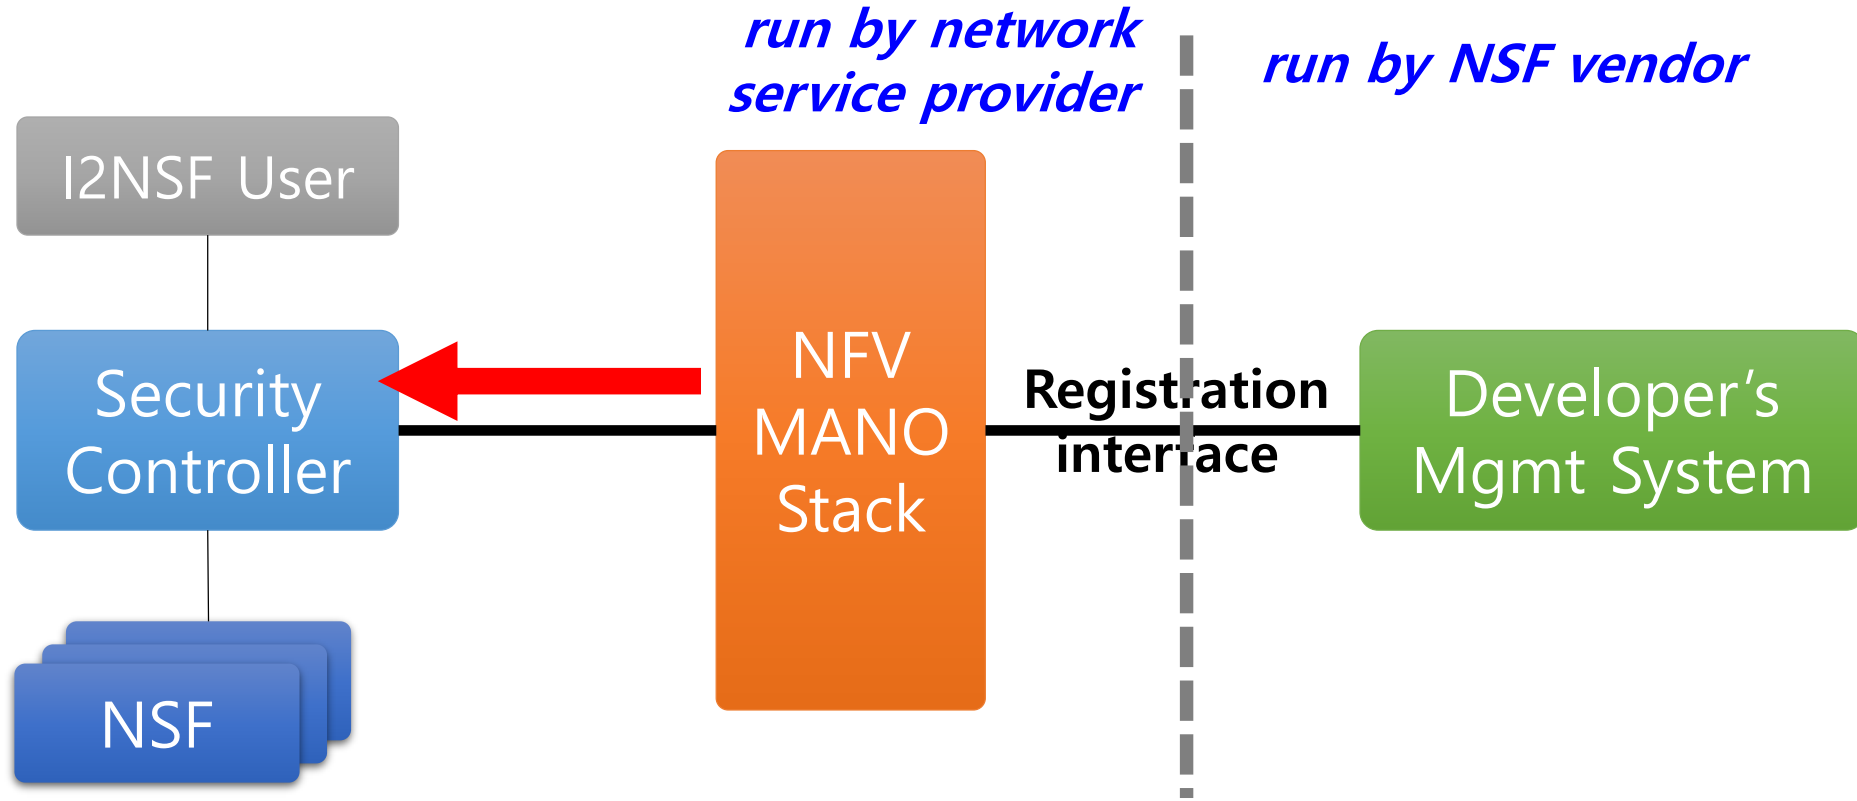 run by network
service provider
run by NSF vendor
I2NSF User
Security
Controller
NFV
MANO
Stack
Registration
interface
Developer’s
Mgmt System
NSF